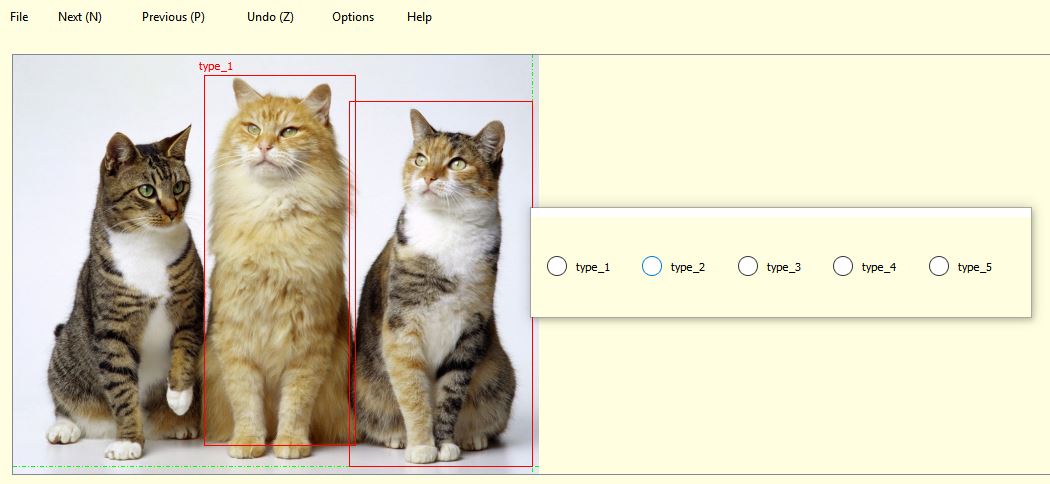 File Next (N) Previous (P) Undo (Z) Options Help
type_1
type_1 type_2 type_3 type_4 type_5